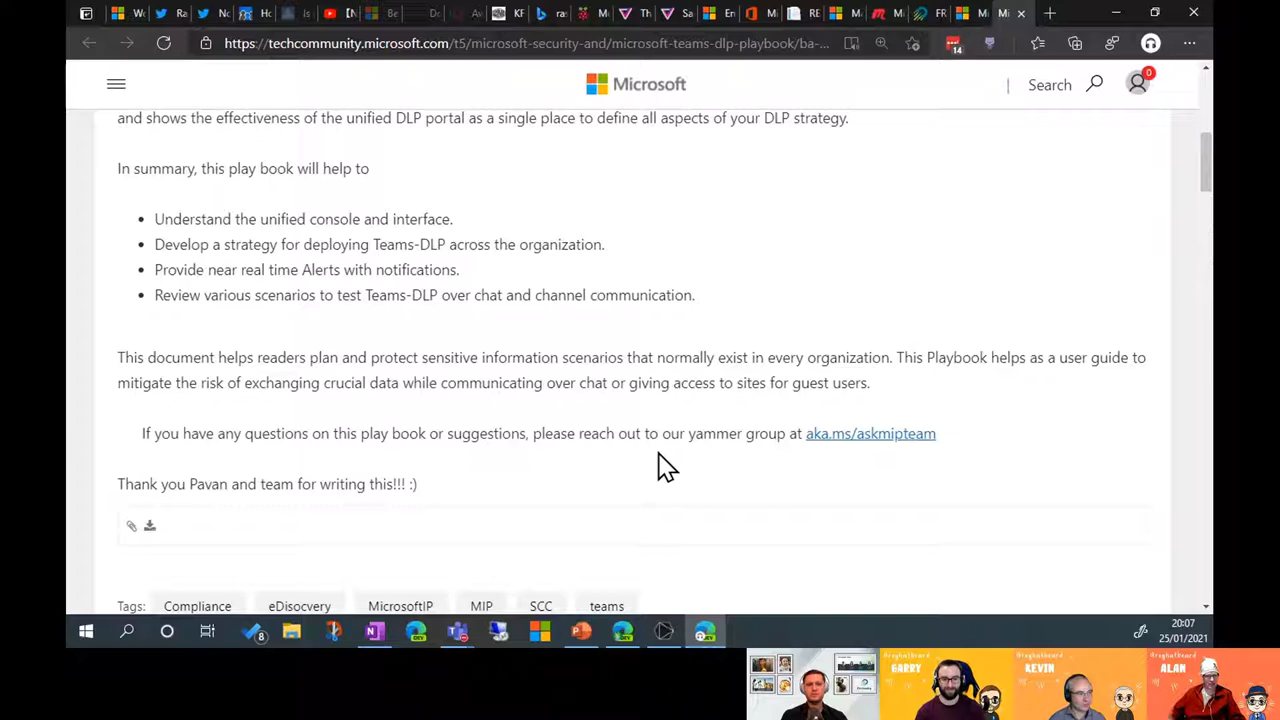 https://techcommunity.microsoft.com/t5/microsoft-security-and/microsoft-teams-dlp-playbook/ba-...
14
Microsoft
Search
0
and shows the effectiveness of the unified DLP portal as a single place to define all aspects of your DLP strategy.
In summary, this play book will help to
• Understand the unified console and interface.
• Develop a strategy for deploying Teams-DLP across the organization.
• Provide near real time Alerts with notifications.
• Review various scenarios to test Teams-DLP over chat and channel communication.
This document helps readers plan and protect sensitive information scenarios that normally exist in every organization. This Playbook helps as a user guide to
mitigate the risk of exchanging crucial data while communicating over chat or giving access to sites for guest users.
If you have any questions on this play book or suggestions, please reach out to our yammer group at aka.ms/askmipteam
Thank you Pavan and team for writing this!!! :)
Tags: Compliance eDisocvery MicrosoftIP MIP SCC teams
8
20:07
25/01/2021
GARRY
KEVIN
ALAN